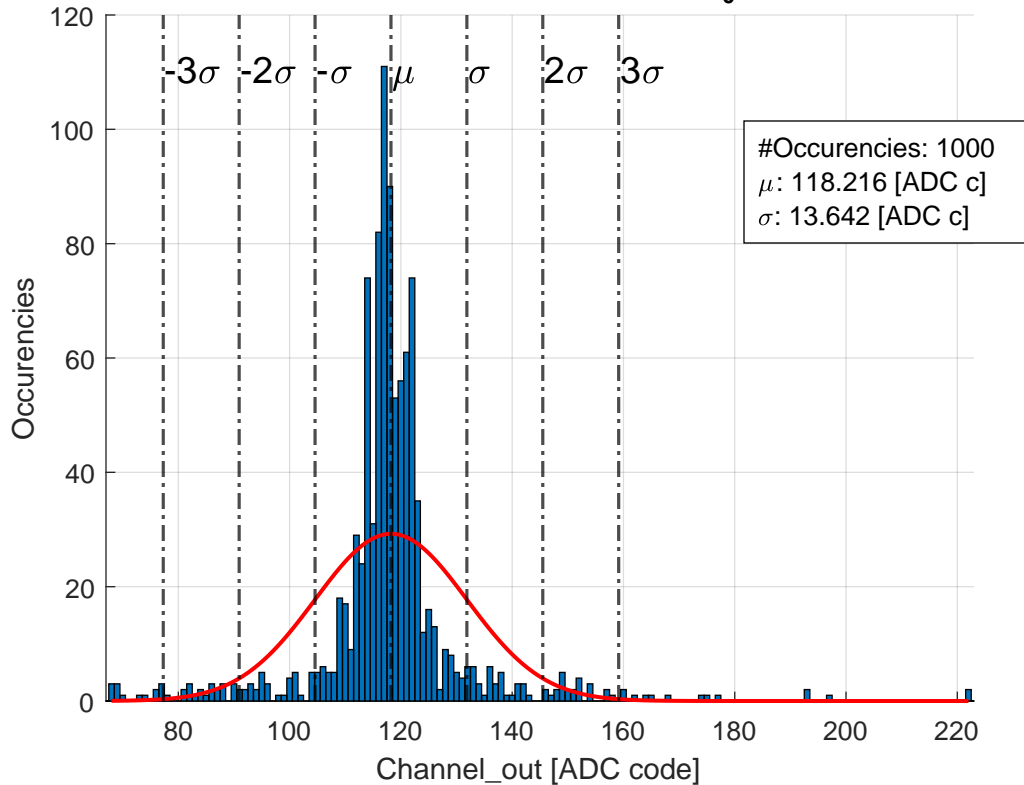 120
100
80
60
40
20
0
-3σ -2σ -σ μ σ 2σ 3σ
#Occurencies: 1000
μ: 118.216 [ADC c]
σ: 13.642 [ADC c]
Occurencies
80 100 120 140 160 180 200 220
Channel_out [ADC code]